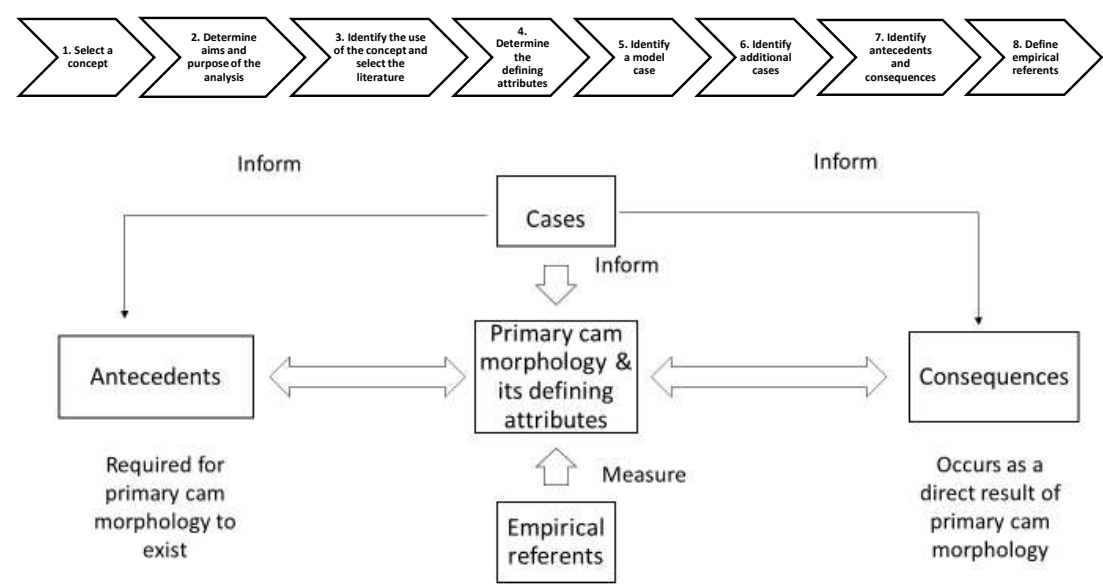 1. Select a
concept
2. Determine
aims and
purpose of the
analysis
3. Identify the use
of the concept and
select the
literature
4.
Determine
the
defining
attributes
5. Identify
a model
case
6. Identify
additional
cases
7. Identify
antecedents
and
consequences
8. Define
empirical
referents
Inform
Inform
Cases
Inform
Antecedents
Primary cam
morphology &
its defining
attributes
Consequences
Required for
primary cam
morphology to
exist
Measure
Occurs as a
direct result of
primary cam
morphology
Empirical
referents